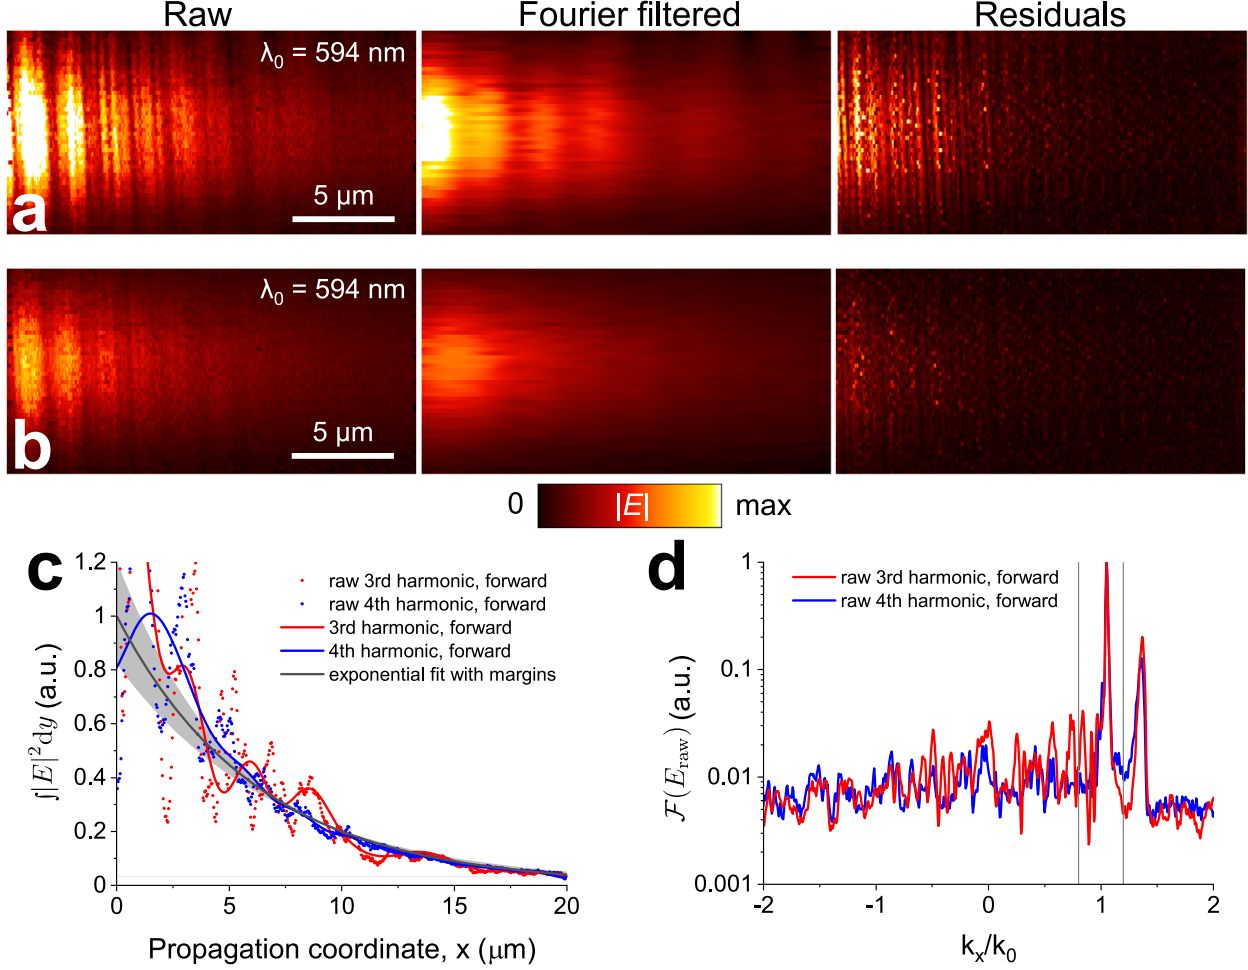 Raw Fourier filtered Residuals
λ₀ = 594 nm
5 µm
a
λ₀ = 594 nm
5 µm
b
0 |E| max
c
∫|E|²dy (a.u.)
1.2
1
0.8
0.6
0.4
0.2
0
raw 3rd harmonic, forward
raw 4th harmonic, forward
3rd harmonic, forward
4th harmonic, forward
exponential fit with margins
0 5 10 15 20
Propagation coordinate, x (µm)
d
F(E_raw) (a.u.)
1
0.1
0.01
0.001
raw 3rd harmonic, forward
raw 4th harmonic, forward
-2 -1 0 1 2
kₓ/k₀